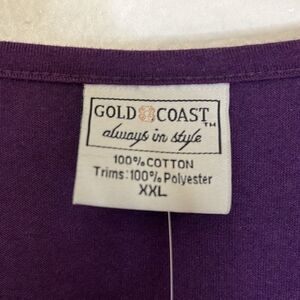 GOLD COAST™
always in style
100% COTTON
Trims: 100% Polyester
XXL